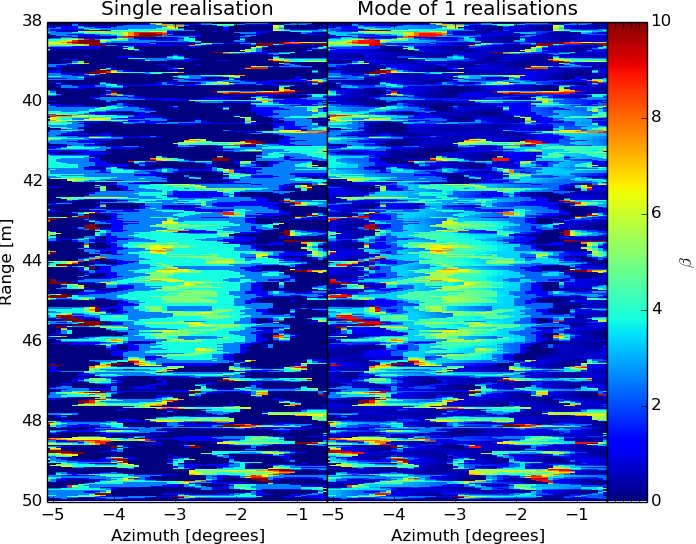 Single realisation
Mode of 1 realisations
38
40
42
44
46
48
50
Range [m]
−5 −4 −3 −2 −1
−5 −4 −3 −2 −1
Azimuth [degrees]
Azimuth [degrees]
10
8
6
4
2
0
β